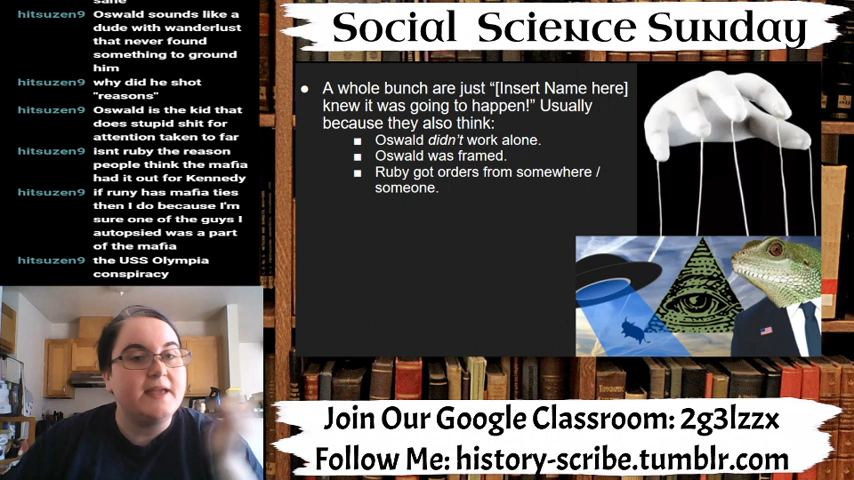 sane
hitsuzen9 Oswald sounds like a
dude with wanderlust
that never found
something to ground
him
hitsuzen9 why did he shot
"reasons"
hitsuzen9 Oswald is the kid that
does stupid shit for
attention taken to far
hitsuzen9 isnt ruby the reason
people think the mafia
had it out for Kennedy
hitsuzen9 if runy has mafia ties
then I do because I'm
sure one of the guys I
autopsied was a part
of the mafia
hitsuzen9 the USS Olympia
conspiracy
Social Science Sunday
● A whole bunch are just “[Insert Name here]
knew it was going to happen!” Usually
because they also think:
■ Oswald didn’t work alone.
■ Oswald was framed.
■ Ruby got orders from somewhere /
someone.
Join Our Google Classroom: 2g3lzzx
Follow Me: history-scribe.tumblr.com